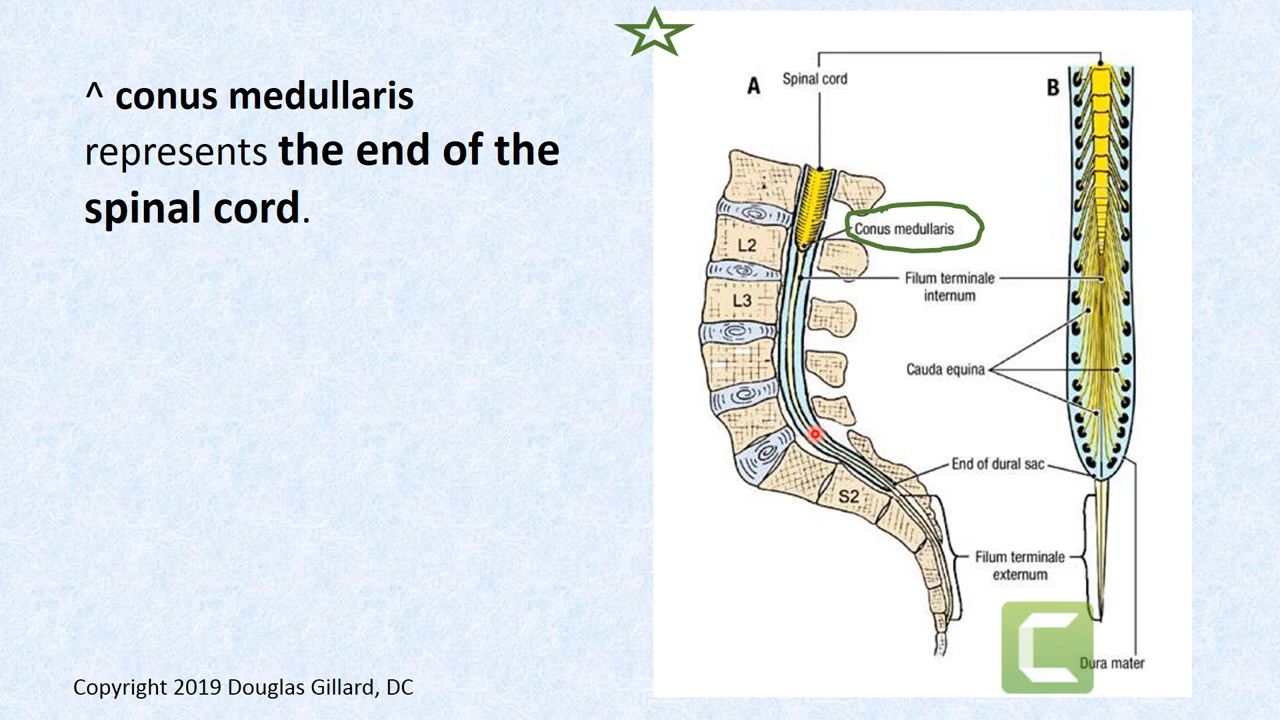 ^ conus medullaris
represents the end of the
spinal cord.
A
Spinal cord
B
Conus medullaris
L2
Filum terminale
internum
L3
Cauda equina
End of dural sac
S2
Filum terminale
externum
Dura mater
Copyright 2019 Douglas Gillard, DC